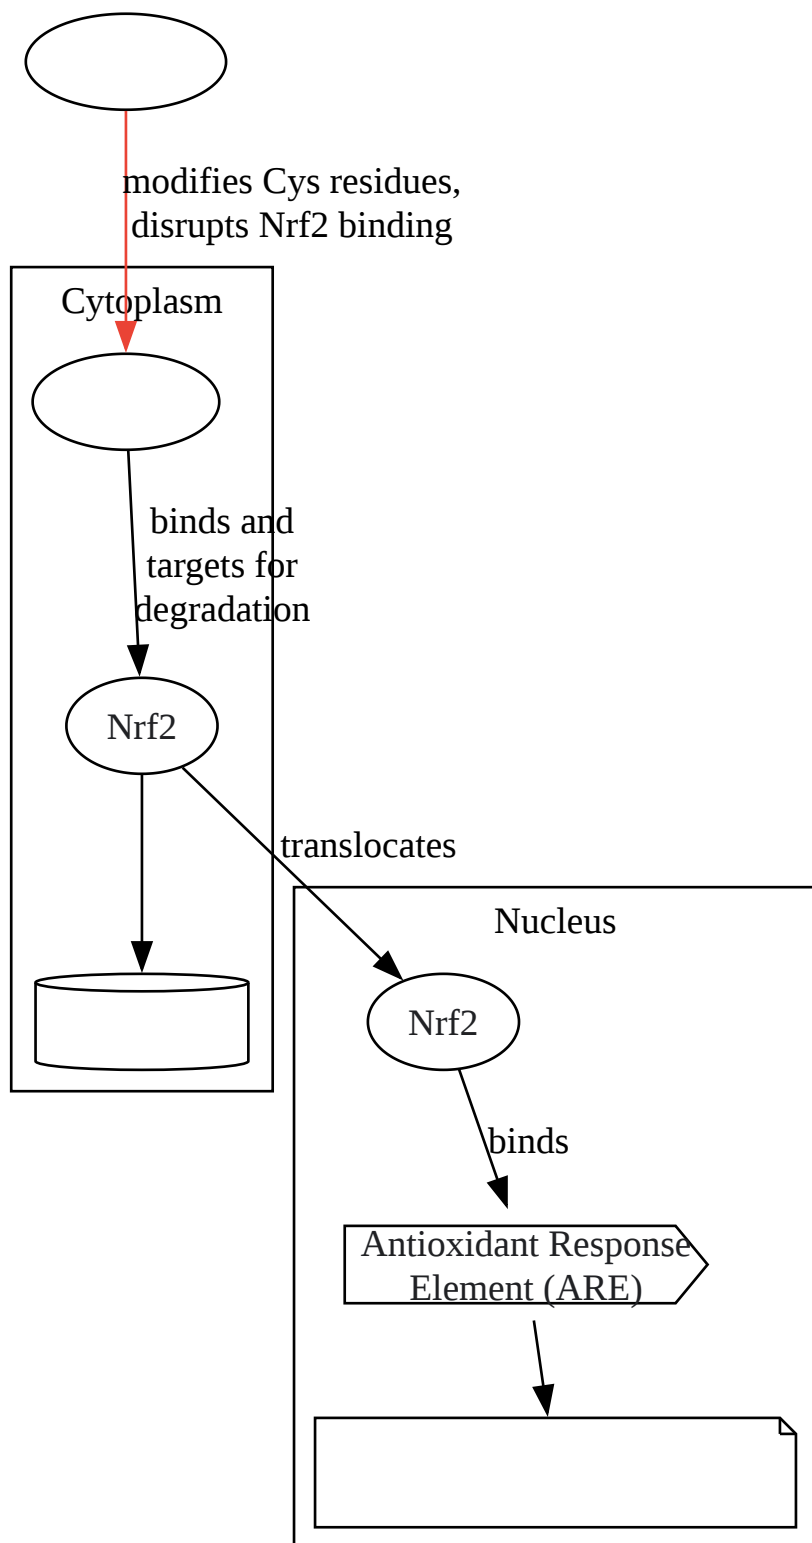 modifies Cys residues,
disrupts Nrf2 binding
Cytoplasm
binds and
targets for
degradation
Nrf2
translocates
Nucleus
Nrf2
binds
Antioxidant Response
Element (ARE)